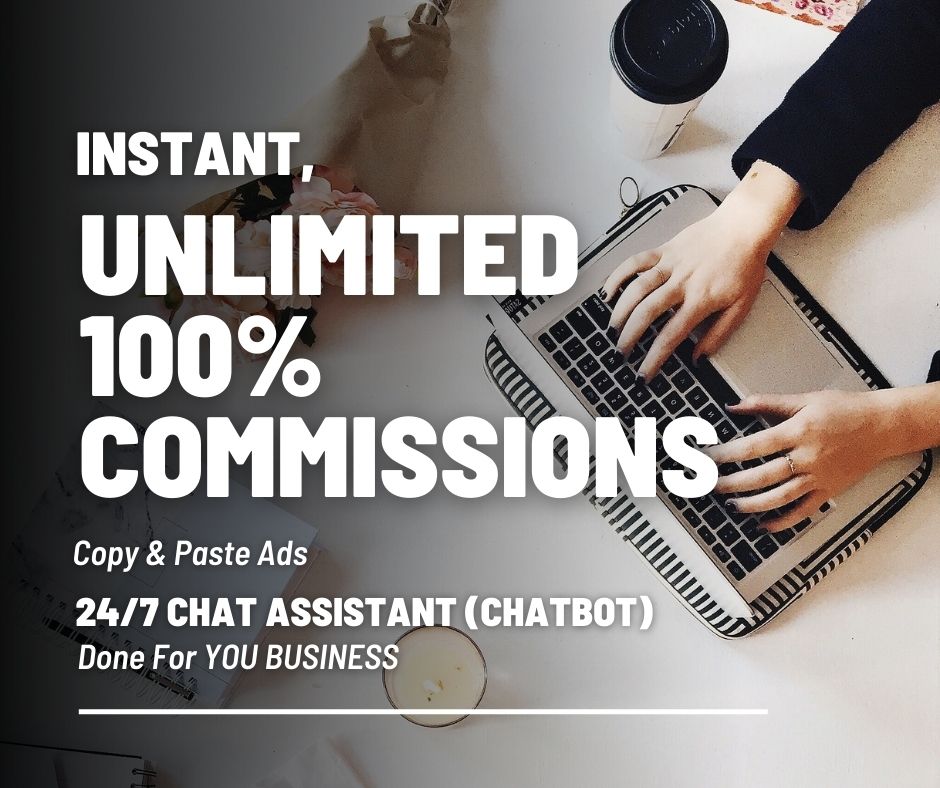 INSTANT,
UNLIMITED
100%
COMMISSIONS
Copy & Paste Ads
24/7 CHAT ASSISTANT (CHATBOT)
Done For YOU BUSINESS